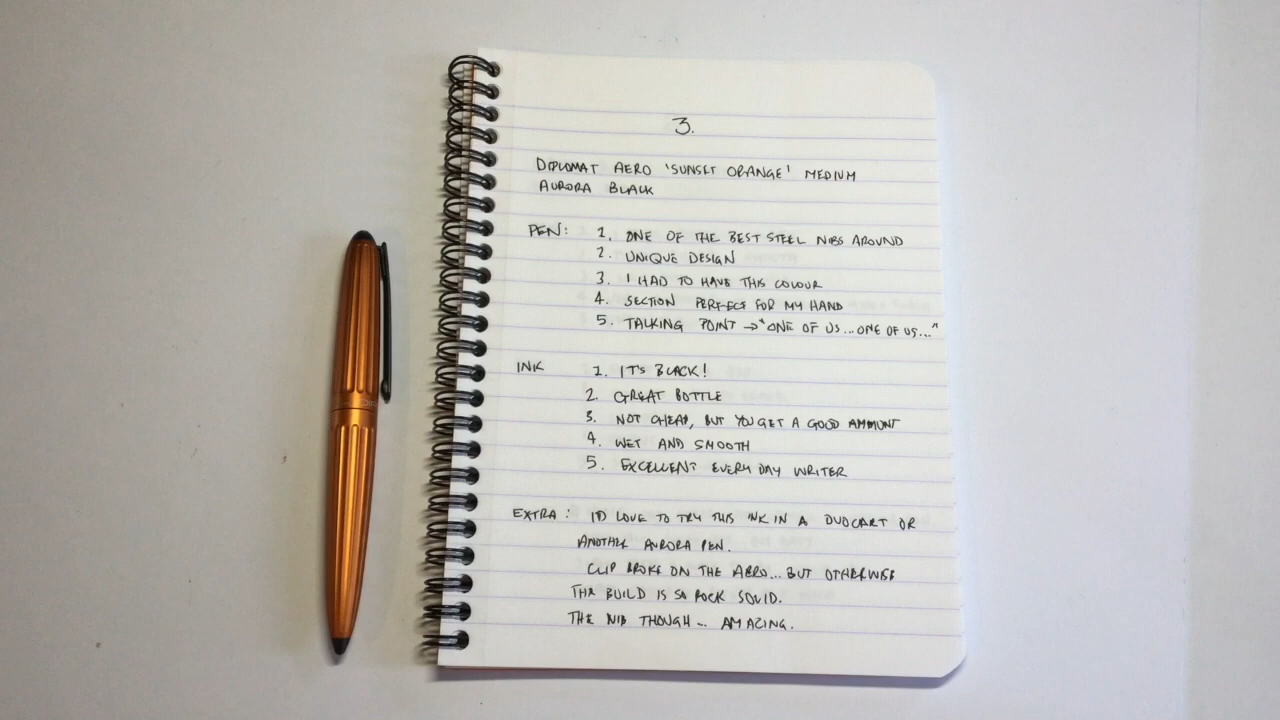 3.
DIPLOMAT AERO 'SUNSET ORANGE' MEDIUM
AURORA BLACK
PEN: 1. ONE OF THE BEST STEEL NIBS AROUND
2. UNIQUE DESIGN
3. I HAD TO HAVE THIS COLOUR
4. SECTION PERFECT FOR MY HAND
5. TALKING POINT → "ONE OF US...ONE OF US..."
INK 1. IT'S BLACK!
2. GREAT BOTTLE
3. NOT CHEAP, BUT YOU GET A GOOD AMMOUNT
4. WET AND SMOOTH
5. EXCELLENT EVERY DAY WRITER
EXTRA: I'D LOVE TO TRY THIS INK IN A DUOCART OR
ANOTHER AURORA PEN.
CLIP BROKE ON THE AERO...BUT OTHERWISE
THE BUILD IS SO ROCK SOLID.
THE NIB THOUGH... AMAZING.